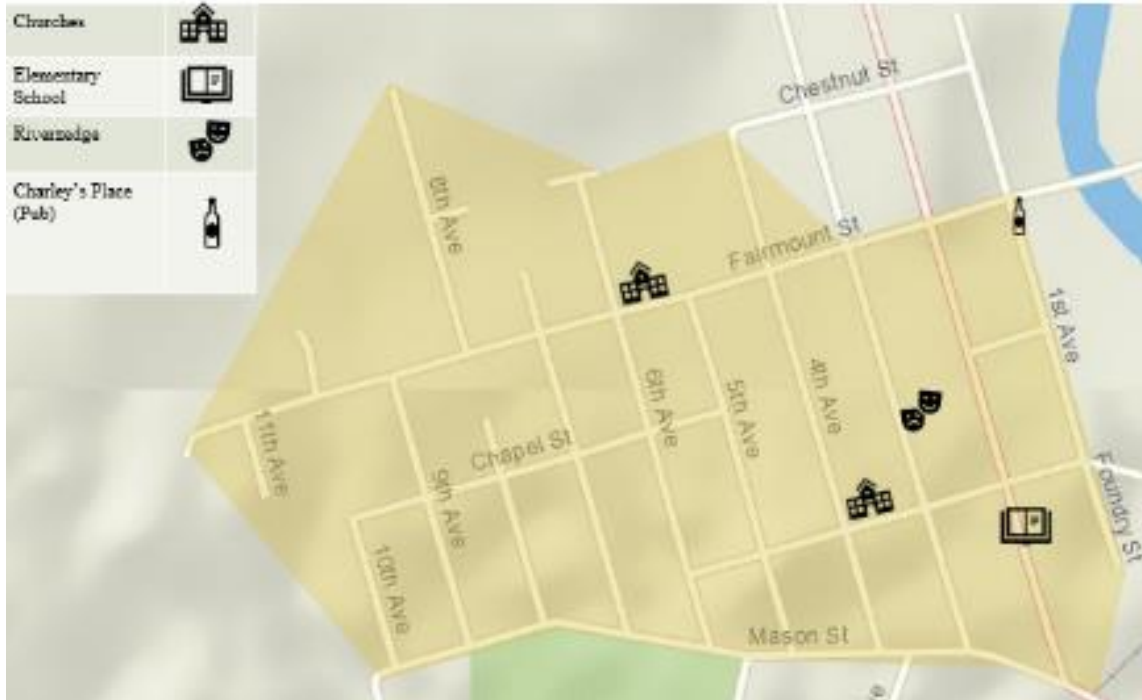 Churches
Elementary
School
Riversedge
Charley's Place
(Pub)
Chestnut St
8th Ave
Fairmount St
1st Ave
6th Ave
5th Ave
4th Ave
11th Ave
Chapel St
9th Ave
Foundry St
10th Ave
Mason St